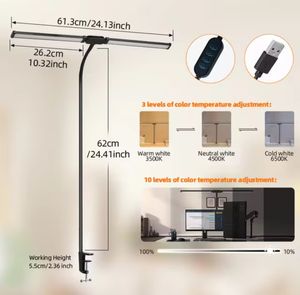 61.3cm/24.13inch
26.2cm
10.32inch
62cm
/24.41inch
Working Height
5.5cm/2.36 inch
3 levels of color temperature adjustment:
Warm white
3500K
Neutral white
4500K
Cold white
6500K
10 levels of color temperature adjustment:
100%
10%